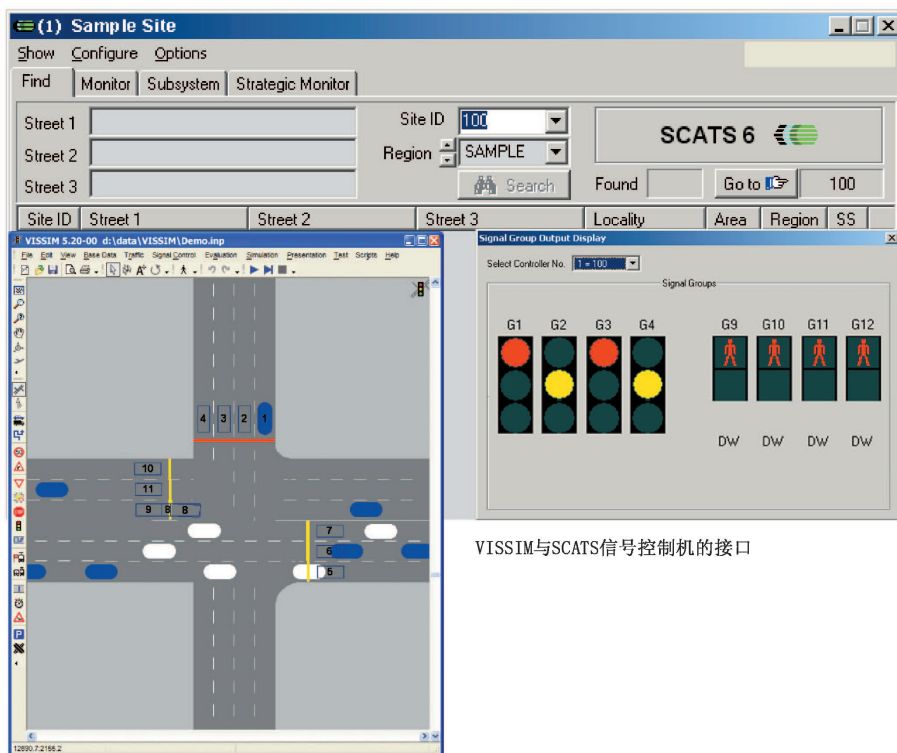 (1) Sample Site
Show Configure Options
Find Monitor Subsystem Strategic Monitor
Street 1
Street 2
Street 3
Site ID 100
Region SAMPLE
Search
SCATS 6
Found Go to 100
Site ID Street 1 Street 2 Street 3 Locality Area Region SS
VISSIM 5.20-00 d:\data\VISSIM\Demo.inp
File Edit View Base Data Traffic Signal Control Evaluation Simulation Presentation Test Scripts Help
4 3 2 1
10
11
9 8 8
7
6
5
12690.7:2156.2
Signal Group Output Display
Select Controller No. 1 = 100
Signal Groups
G1 G2 G3 G4 G9 G10 G11 G12
DW DW DW DW
VISSIM与SCATS信号控制机的接口